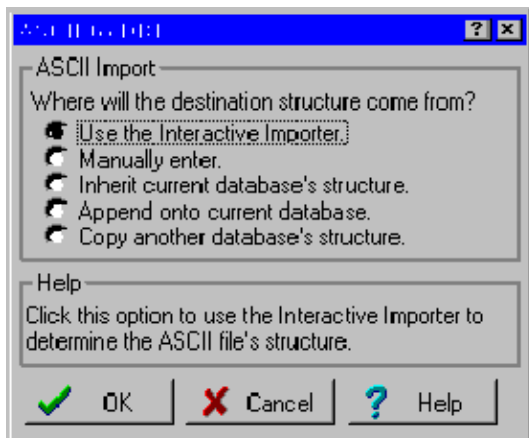 ASCII Import
Where will the destination structure come from?
Use the Interactive Importer.
Manually enter.
Inherit current database's structure.
Append onto current database.
Copy another database's structure.
Help
Click this option to use the Interactive Importer to
determine the ASCII file's structure.
OK Cancel Help